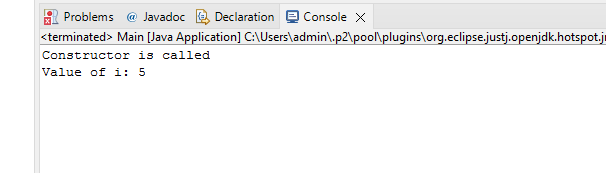 Problems @ Javadoc Declaration Console
<terminated> Main [Java Application] C:\Users\admin\.p2\pool\plugins\org.eclipse.justj.openjdk.hotspot.jr
Constructor is called
Value of i: 5